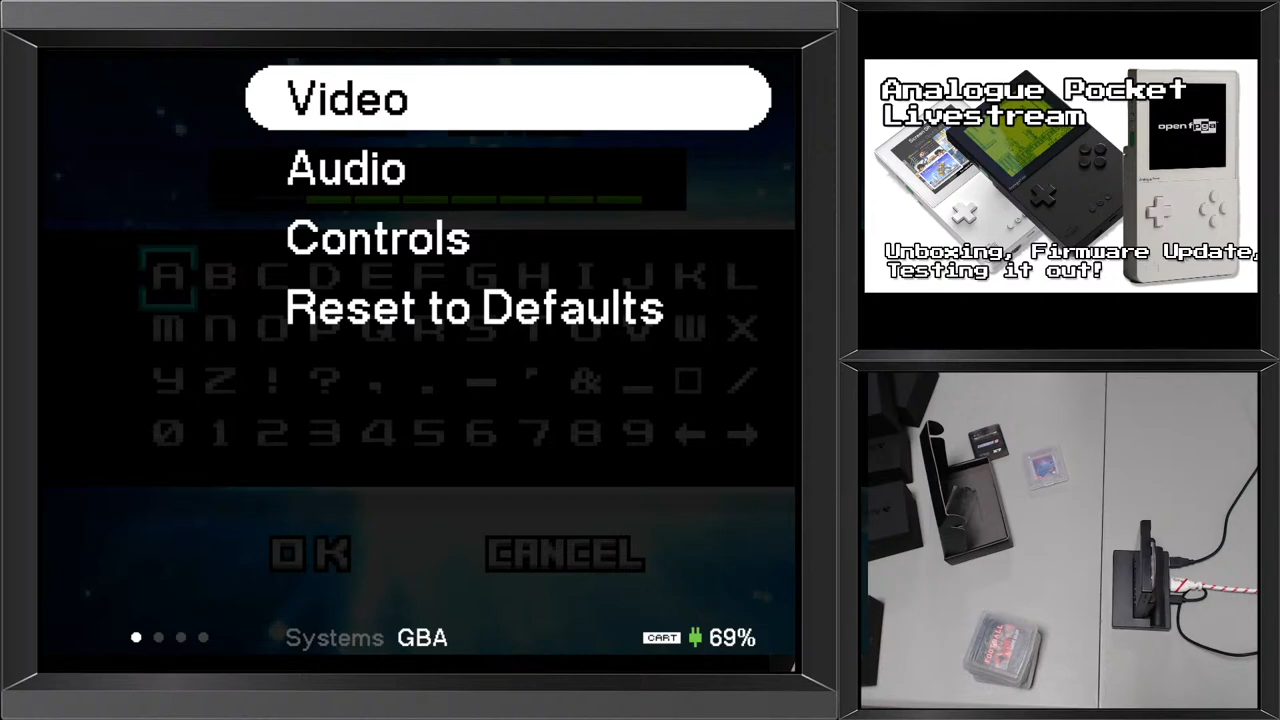 Video
Audio
Controls
Reset to Defaults
A B C D E F G H I J K L
M N O P Q R S T U V W X
Y Z ! ? , . - ' & _ □ /
0 1 2 3 4 5 6 7 8 9 ← →
OK CANCEL
Systems GBA CART 69%
Analogue Pocket
Livestream
openfpga
Unboxing, Firmware Update,
Testing it out!